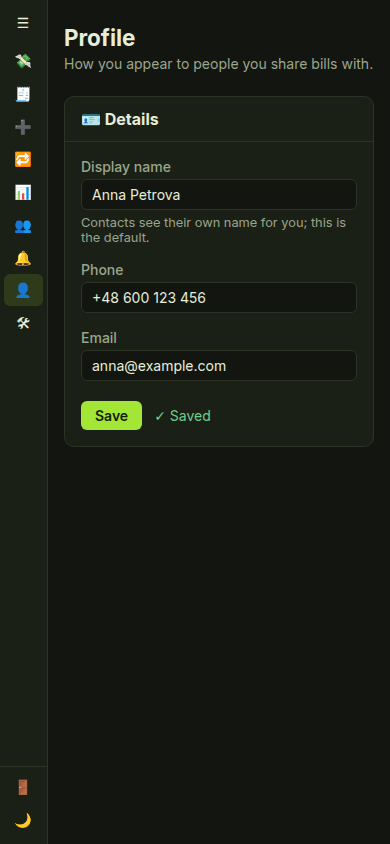 Profile
How you appear to people you share bills with.
Details
Display name
Anna Petrova
Contacts see their own name for you; this is
the default.
Phone
+48 600 123 456
Email
anna@example.com
Save ✓ Saved